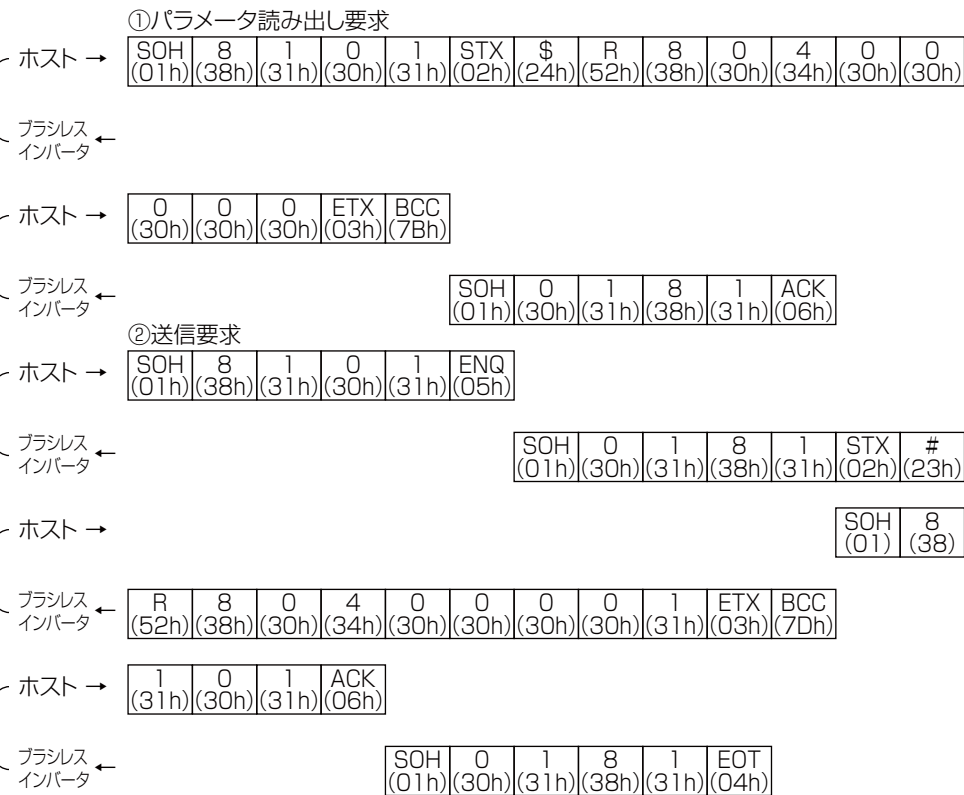 ①パラメータ読み出し要求
ホスト → SOH 8 1 0 1 STX $ R 8 0 4 0 0
(01h) (38h) (31h) (30h) (31h) (02h) (24h) (52h) (38h) (30h) (34h) (30h) (30h)
ブラシレス
インバータ ←
ホスト → 0 0 0 ETX BCC
(30h) (30h) (30h) (03h) (7Bh)
ブラシレス
インバータ ← SOH 0 1 8 1 ACK
(01h) (30h) (31h) (38h) (31h) (06h)
②送信要求
ホスト → SOH 8 1 0 1 ENQ
(01h) (38h) (31h) (30h) (31h) (05h)
ブラシレス
インバータ ← SOH 0 1 8 1 STX #
(01h) (30h) (31h) (38h) (31h) (02h) (23h)
ホスト → SOH 8
(01) (38)
ブラシレス
インバータ ← R 8 0 4 0 0 0 0 1 ETX BCC
(52h) (38h) (30h) (34h) (30h) (30h) (30h) (30h) (31h) (03h) (7Dh)
ホスト → 1 0 1 ACK
(31h) (30h) (31h) (06h)
ブラシレス
インバータ ← SOH 0 1 8 1 EOT
(01h) (30h) (31h) (38h) (31h) (04h)